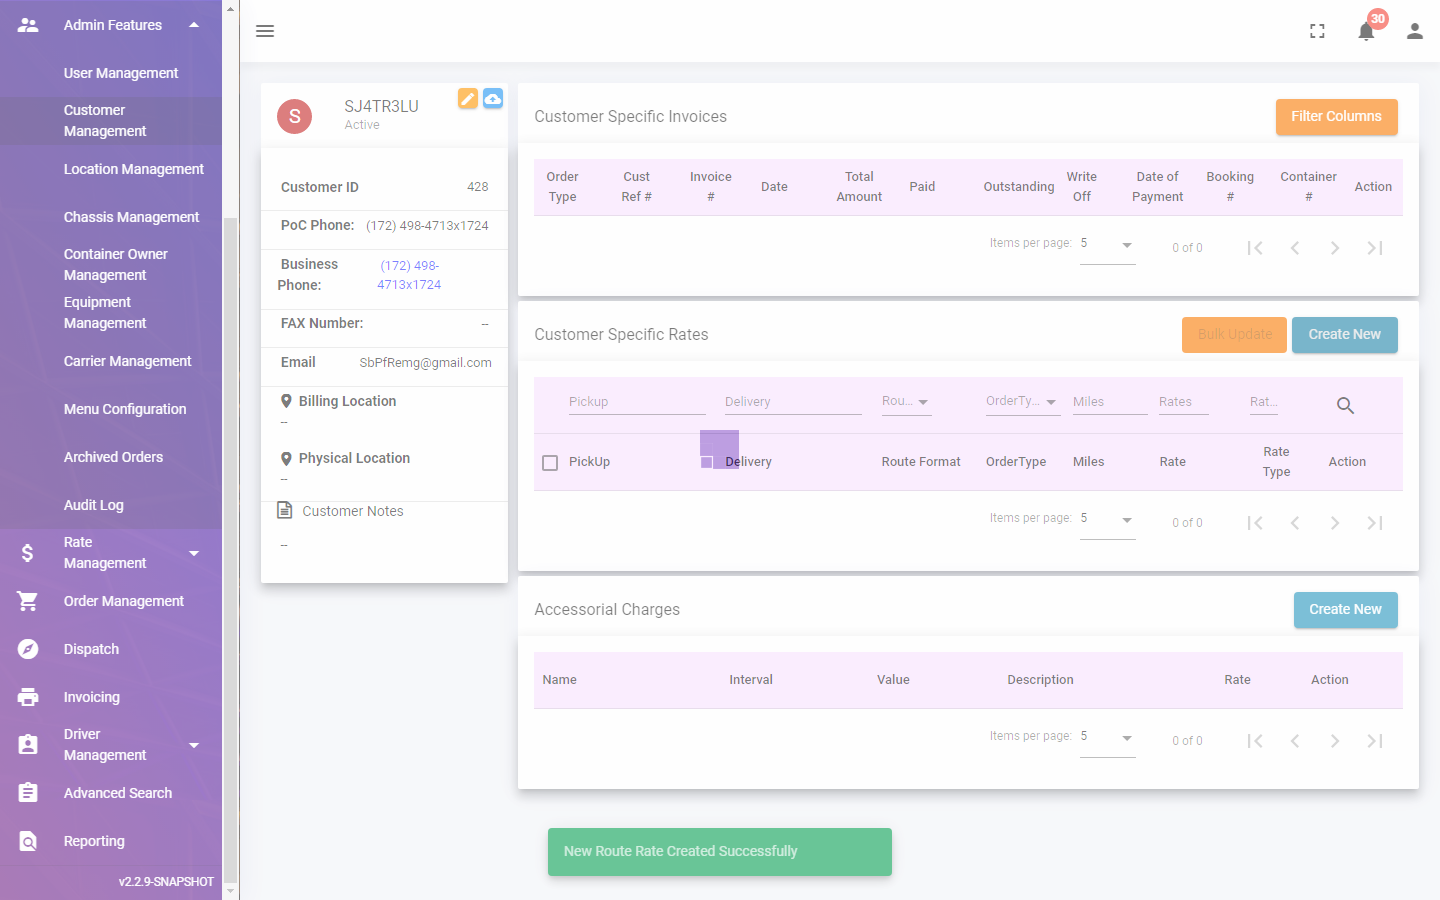 Admin Features
User Management
Customer
Management
Location Management
Chassis Management
Container Owner
Management
Equipment
Management
Carrier Management
Menu Configuration
Archived Orders
Audit Log
Rate
Management
Order Management
Dispatch
Invoicing
Driver
Management
Advanced Search
Reporting
v2.2.9-SNAPSHOT
30
S
SJ4TR3LU
Active
Customer ID 428
PoC Phone: (172) 498-4713x1724
Business (172) 498-
Phone: 4713x1724
FAX Number: --
Email SbPfRemg@gmail.com
Billing Location
--
Physical Location
--
Customer Notes
--
Customer Specific Invoices Filter Columns
Order Cust Invoice Date Total Paid Outstanding Write Date of Booking Container Action
Type Ref # # Amount Off Payment # #
Items per page: 5 0 of 0
Customer Specific Rates Bulk Update Create New
Pickup Delivery Rou... OrderTy... Miles Rates Rat...
PickUp Delivery Route Format OrderType Miles Rate Rate Action
Type
Items per page: 5 0 of 0
Accessorial Charges Create New
Name Interval Value Description Rate Action
Items per page: 5 0 of 0
New Route Rate Created Successfully